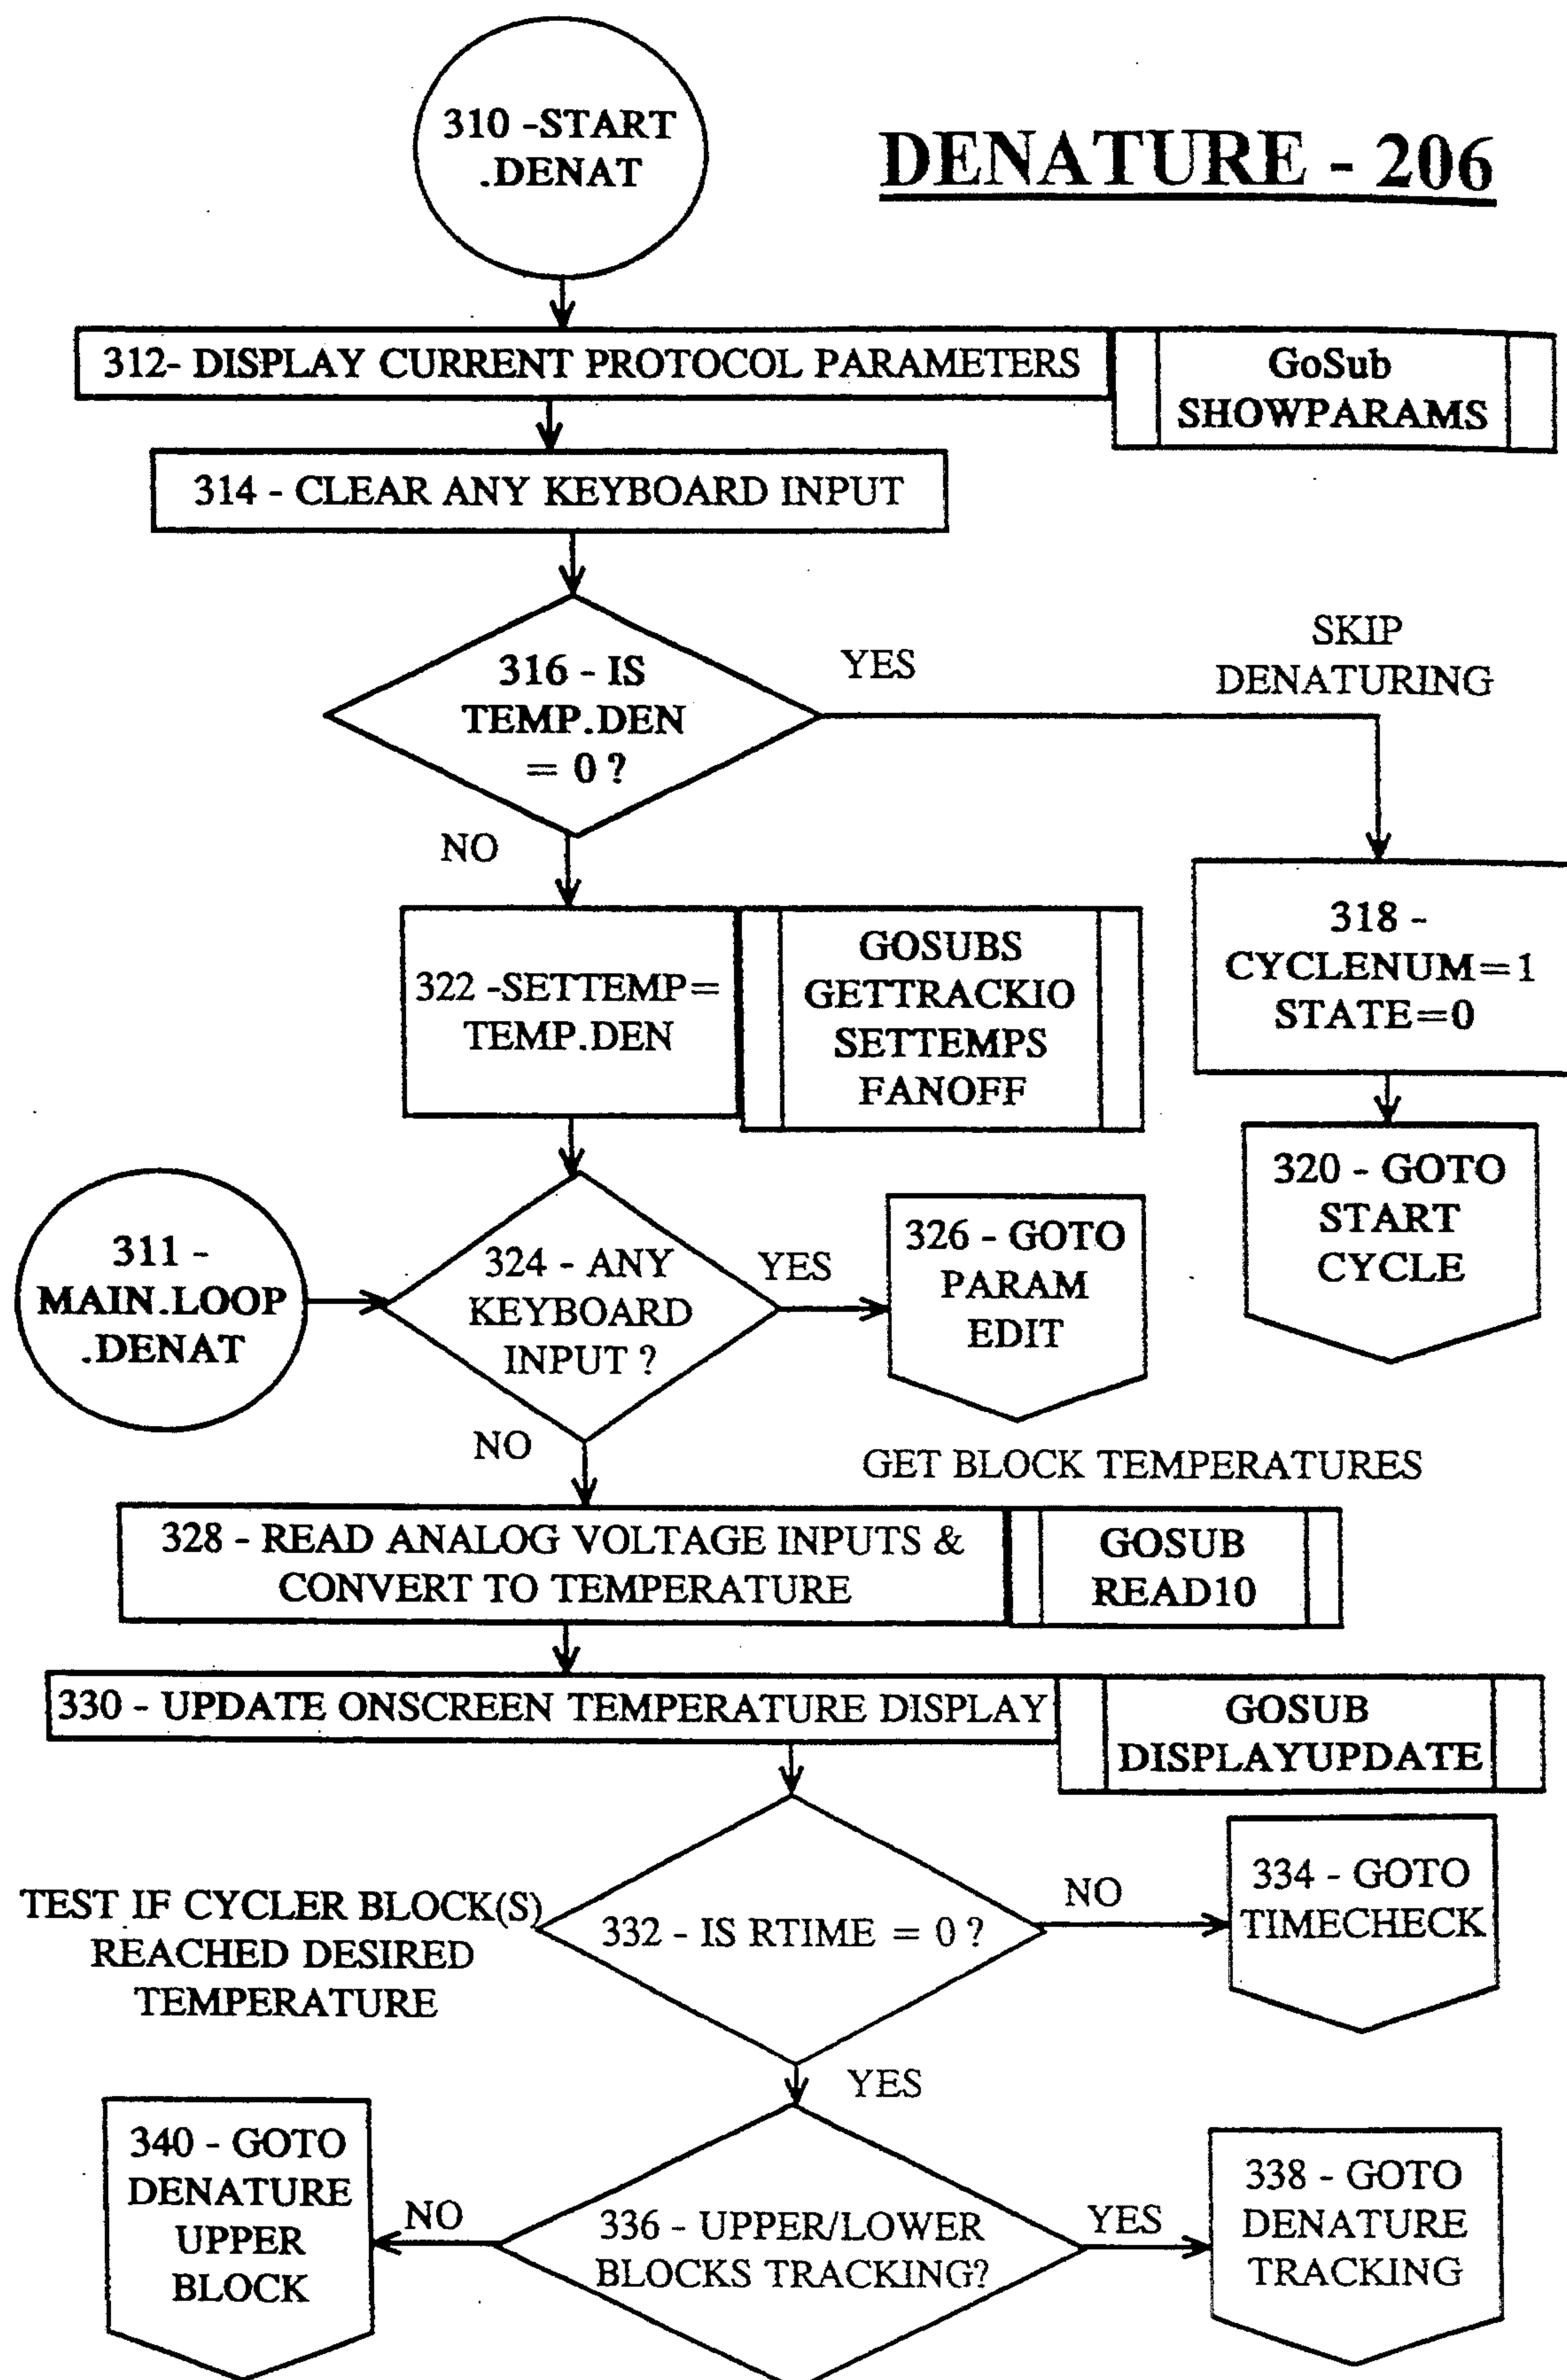 310 -START
.DENAT
DENATURE - 206
312- DISPLAY CURRENT PROTOCOL PARAMETERS
GoSub
SHOWPARAMS
314 - CLEAR ANY KEYBOARD INPUT
316 - IS
TEMP.DEN
= 0 ?
YES
SKIP
DENATURING
NO
318 -
CYCLENUM=1
STATE=0
322 -SETTEMP=
TEMP.DEN
GOSUBS
GETTRACKIO
SETTEMPS
FANOFF
320 - GOTO
START
CYCLE
311 -
MAIN.LOOP
.DENAT
324 - ANY
KEYBOARD
INPUT ?
YES
326 - GOTO
PARAM
EDIT
NO
GET BLOCK TEMPERATURES
328 - READ ANALOG VOLTAGE INPUTS &
CONVERT TO TEMPERATURE
GOSUB
READ10
330 - UPDATE ONSCREEN TEMPERATURE DISPLAY
GOSUB
DISPLAYUPDATE
TEST IF CYCLER BLOCK(S)
REACHED DESIRED
TEMPERATURE
332 - IS RTIME = 0 ?
NO
334 - GOTO
TIMECHECK
YES
340 - GOTO
DENATURE
UPPER
BLOCK
NO
336 - UPPER/LOWER
BLOCKS TRACKING?
YES
338 - GOTO
DENATURE
TRACKING